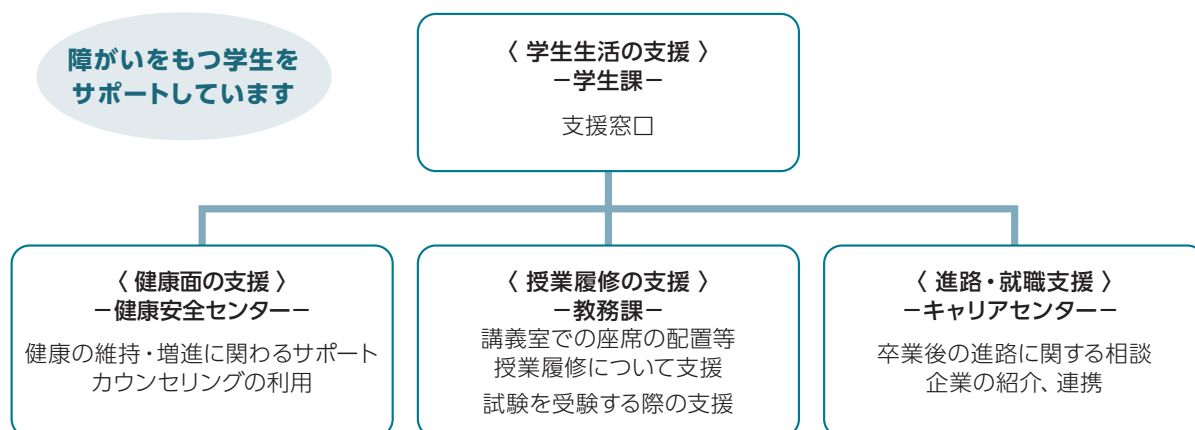 障がいをもつ学生を
サポートしています
〈 学生生活の支援 〉
−学生課−
支援窓口
〈 健康面の支援 〉
−健康安全センター−
健康の維持・増進に関わるサポート
カウンセリングの利用
〈 授業履修の支援 〉
−教務課−
講義室での座席の配置等
授業履修について支援
試験を受験する際の支援
〈 進路・就職支援 〉
−キャリアセンター−
卒業後の進路に関する相談
企業の紹介、連携